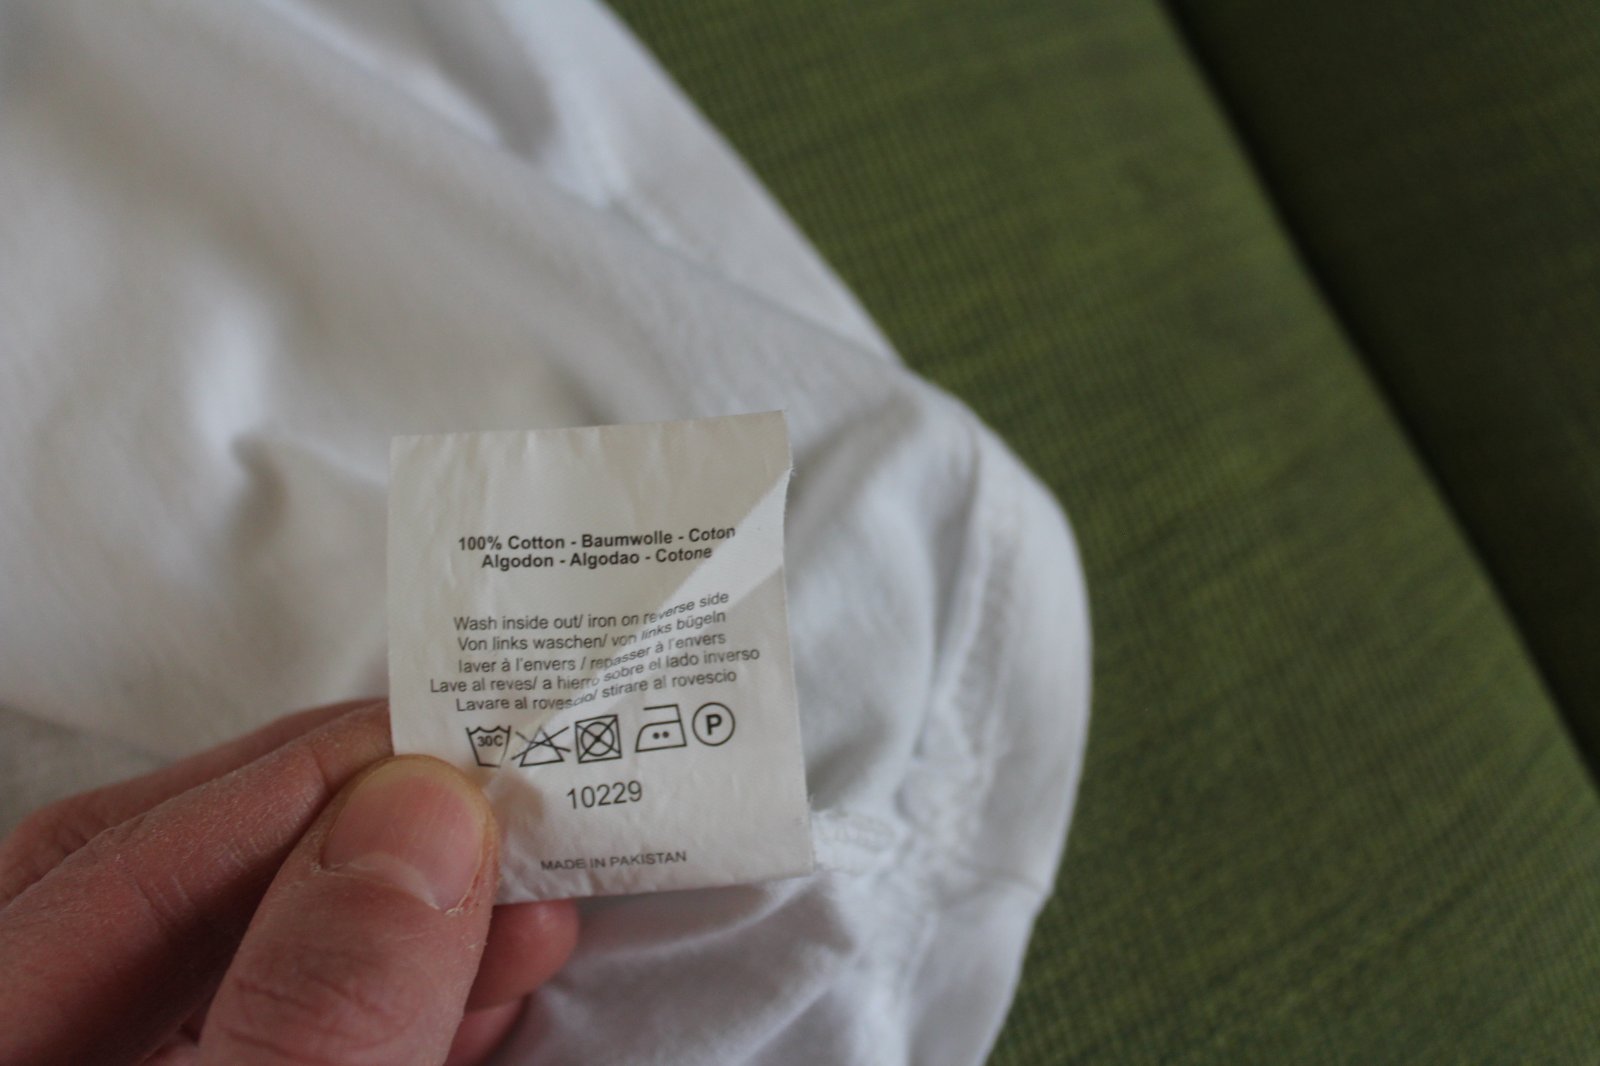 100% Cotton - Baumwolle - Coton
Algodon - Algodao - Cotone
Wash inside out/ iron on reverse side
Von links waschen/ von links bügeln
laver à l'envers / repasser à l'envers
Lave al reves/ a hierro sobre el lado inverso
Lavare al rovescio/ stirare al rovescio
30C P
10229
MADE IN PAKISTAN